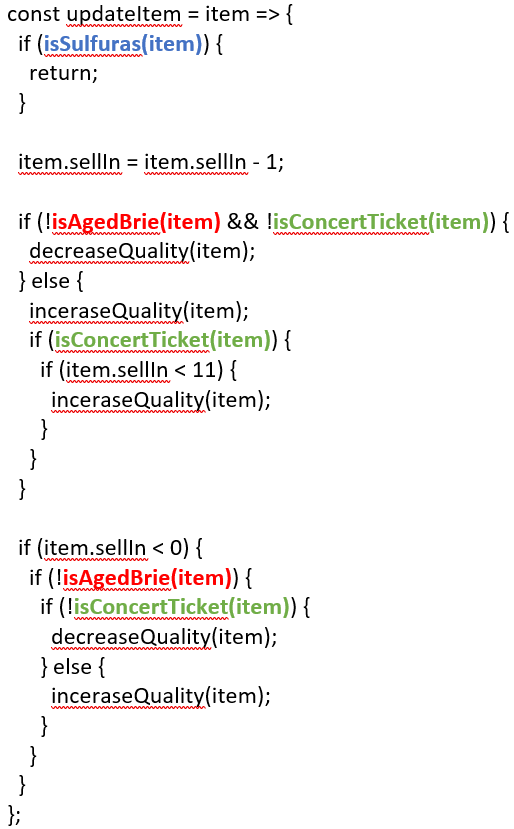 const updateItem = item => {
if (isSulfuras(item)) {
return;
}
item.sellIn = item.sellIn - 1;
if (!isAgedBrie(item) && !isConcertTicket(item)) {
decreaseQuality(item);
} else {
inceraseQuality(item);
if (isConcertTicket(item)) {
if (item.sellIn < 11) {
inceraseQuality(item);
}
}
}
if (item.sellIn < 0) {
if (!isAgedBrie(item)) {
if (!isConcertTicket(item)) {
decreaseQuality(item);
} else {
inceraseQuality(item);
}
}
}
};